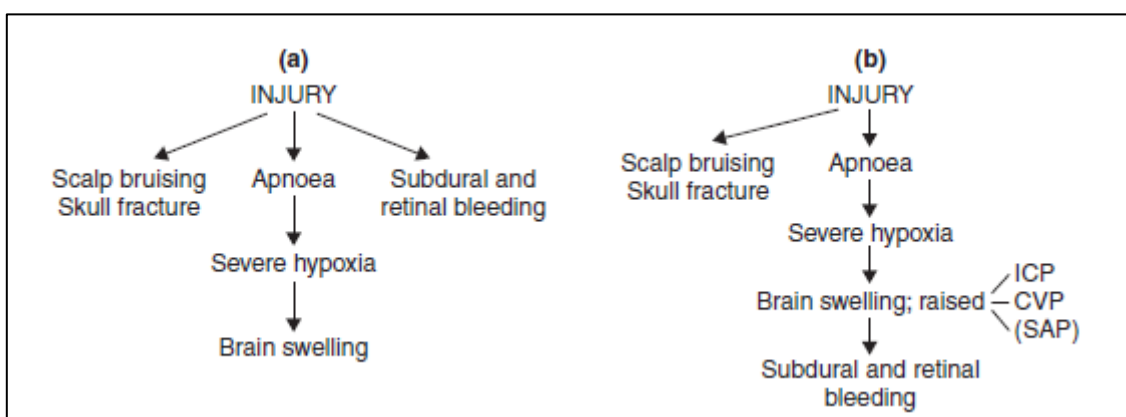 (a)
INJURY
Scalp bruising
Skull fracture
Apnoea
Subdural and
retinal bleeding
Severe hypoxia
Brain swelling
(b)
INJURY
Scalp bruising
Skull fracture
Apnoea
Severe hypoxia
Brain swelling; raised
ICP
CVP
(SAP)
Subdural and retinal
bleeding